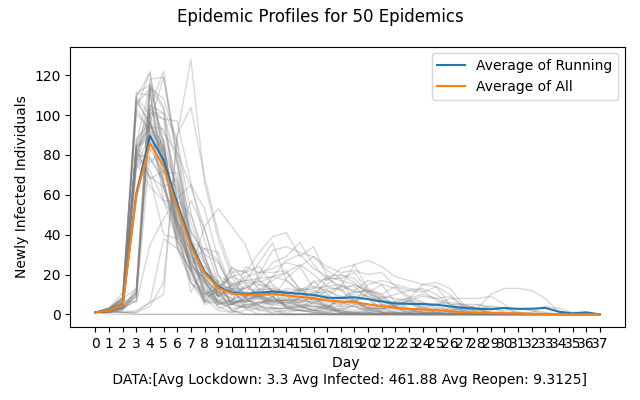 Epidemic Profiles for 50 Epidemics
Average of Running
Average of All
Newly Infected Individuals
120
100
80
60
40
20
0
0 1 2 3 4 5 6 7 8 9 10 11 12 13 14 15 16 17 18 19 20 21 22 23 24 25 26 27 28 29 30 31 32 33 34 35 36 37
Day
DATA:[Avg Lockdown: 3.3 Avg Infected: 461.88 Avg Reopen: 9.3125]